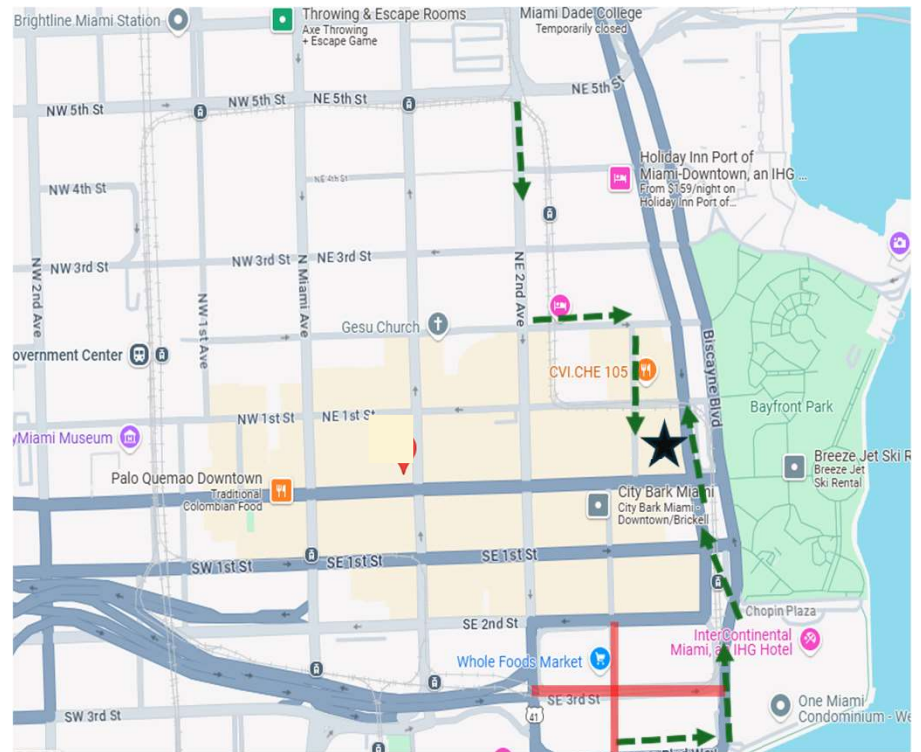 Brightline Miami Station
Throwing & Escape Rooms
Axe Throwing
+ Escape Game
Miami Dade College
Temporarily closed
NW 5th St
NW 5th St
NE 5th St
NE 5th St
Holiday Inn Port of
Miami-Downtown, an IHG ...
From $159/night on
Holiday Inn Port of...
NW 4th St
NE 4th St
NW 3rd St
NW 3rd St
NE 3rd St
NW 2nd Ave
NW 1st Ave
N Miami Ave
NE 2nd Ave
Biscayne Blvd
Gesu Church
overnment Center
CVI.CHE 105
Bayfront Park
NW 1st St
NE 1st St
yMiami Museum
Palo Quemao Downtown
Traditional
Colombian Food
City Bark Miami
City Bark Miami -
Downtown/Brickell
Breeze Jet Ski R
Breeze Jet
Ski Rental
SW 1st St
SE 1st St
SE 1st St
Chopin Plaza
SE 2nd St
InterContinental
Miami, an IHG Hotel
Whole Foods Market
SE 3rd St
SW 3rd St
41
One Miami
Condominium - We